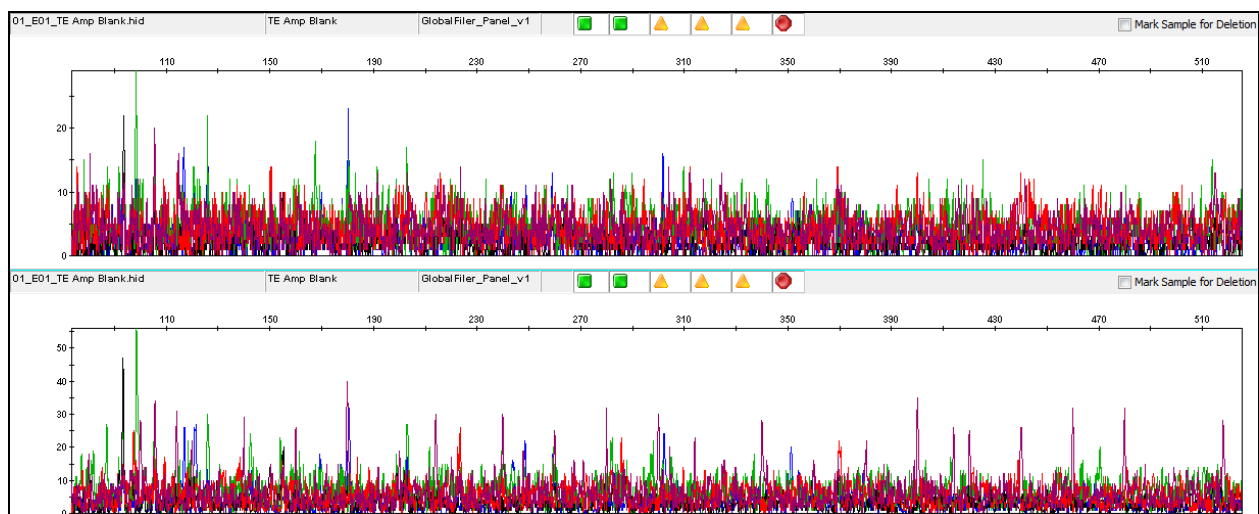 01_E01_TE Amp Blank.hid TE Amp Blank GlobalFiler_Panel_v1 Mark Sample for Deletion
110 150 190 230 270 310 350 390 430 470 510
20
10
0
01_E01_TE Amp Blank.hid TE Amp Blank GlobalFiler_Panel_v1 Mark Sample for Deletion
110 150 190 230 270 310 350 390 430 470 510
50
40
30
20
10
0